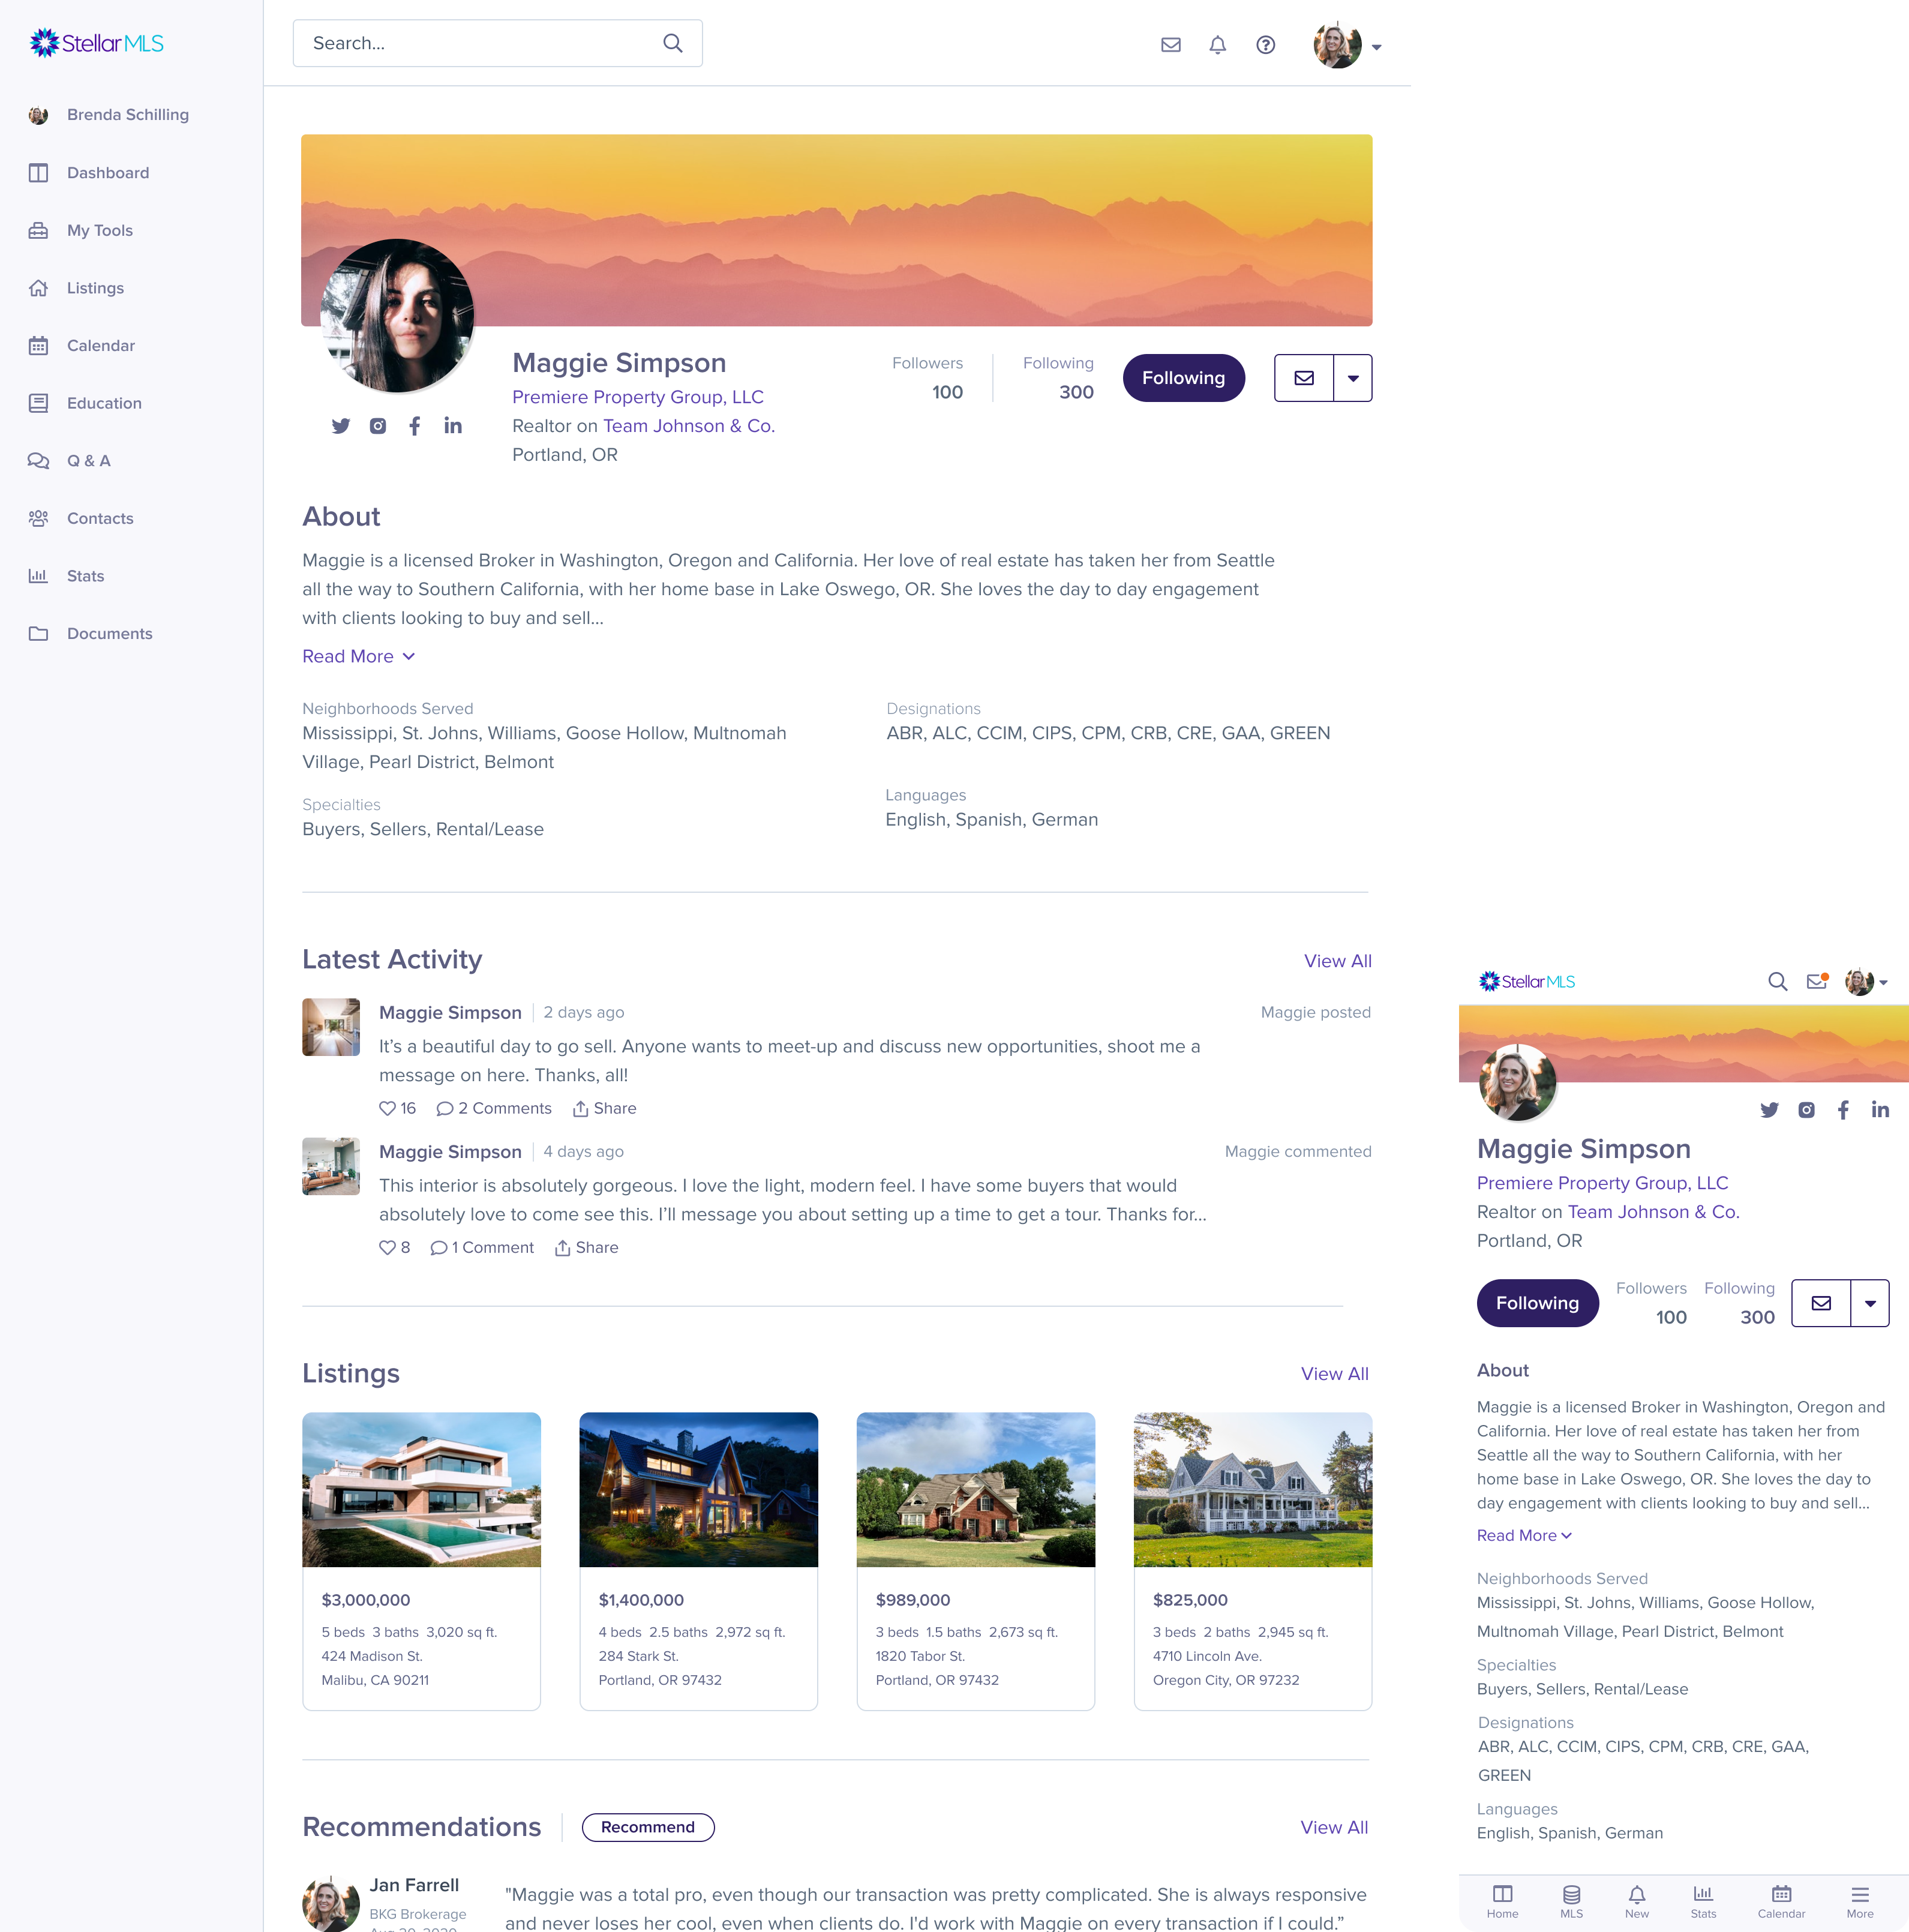 StellarMLS
Search...
Brenda Schilling
Dashboard
My Tools
Listings
Calendar
Education
Q & A
Contacts
Stats
Documents
Maggie Simpson
Premiere Property Group, LLC
Realtor on Team Johnson & Co.
Portland, OR
Followers
100
Following
300
Following
About
Maggie is a licensed Broker in Washington, Oregon and California. Her love of real estate has taken her from Seattle
all the way to Southern California, with her home base in Lake Oswego, OR. She loves the day to day engagement
with clients looking to buy and sell...
Read More
Neighborhoods Served
Mississippi, St. Johns, Williams, Goose Hollow, Multnomah
Village, Pearl District, Belmont
Specialties
Buyers, Sellers, Rental/Lease
Designations
ABR, ALC, CCIM, CIPS, CPM, CRB, CRE, GAA, GREEN
Languages
English, Spanish, German
Latest Activity
View All
Maggie Simpson
2 days ago
Maggie posted
It’s a beautiful day to go sell. Anyone wants to meet-up and discuss new opportunities, shoot me a
message on here. Thanks, all!
16
2 Comments
Share
Maggie Simpson
4 days ago
Maggie commented
This interior is absolutely gorgeous. I love the light, modern feel. I have some buyers that would
absolutely love to come see this. I’ll message you about setting up a time to get a tour. Thanks for...
8
1 Comment
Share
Listings
View All
$3,000,000
5 beds 3 baths 3,020 sq ft.
424 Madison St.
Malibu, CA 90211
$1,400,000
4 beds 2.5 baths 2,972 sq ft.
284 Stark St.
Portland, OR 97432
$989,000
3 beds 1.5 baths 2,673 sq ft.
1820 Tabor St.
Portland, OR 97432
$825,000
3 beds 2 baths 2,945 sq ft.
4710 Lincoln Ave.
Oregon City, OR 97232
Recommendations
Recommend
View All
Jan Farrell
BKG Brokerage
"Maggie was a total pro, even though our transaction was pretty complicated. She is always responsive
and never loses her cool, even when clients do. I'd work with Maggie on every transaction if I could.”
StellarMLS
Maggie Simpson
Premiere Property Group, LLC
Realtor on Team Johnson & Co.
Portland, OR
Following
Followers
100
Following
300
About
Maggie is a licensed Broker in Washington, Oregon and
California. Her love of real estate has taken her from
Seattle all the way to Southern California, with her
home base in Lake Oswego, OR. She loves the day to
day engagement with clients looking to buy and sell...
Read More
Neighborhoods Served
Mississippi, St. Johns, Williams, Goose Hollow,
Multnomah Village, Pearl District, Belmont
Specialties
Buyers, Sellers, Rental/Lease
Designations
ABR, ALC, CCIM, CIPS, CPM, CRB, CRE, GAA,
GREEN
Languages
English, Spanish, German
Home
MLS
New
Stats
Calendar
More